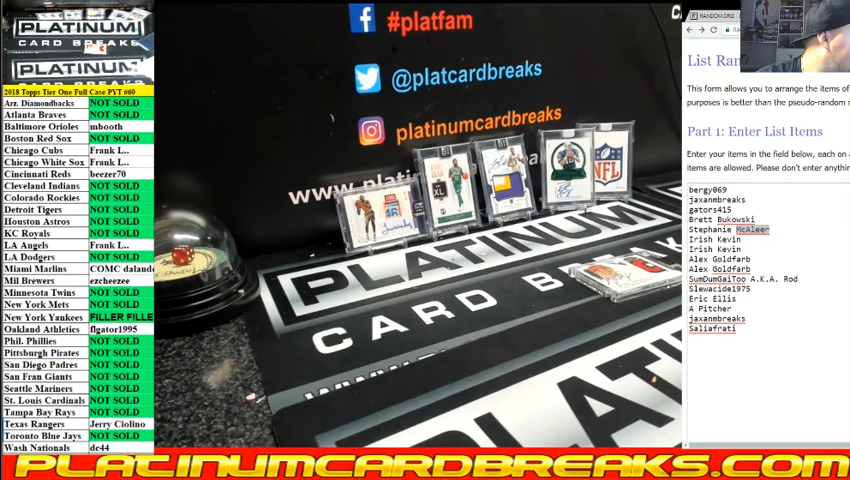 PLATINUM
CARD BREAKS
PLATINUM
2018 Topps Tier One Full
Case PYT #60
Arz. Diamondbacks NOT SOLD
Atlanta Braves NOT SOLD
Baltimore Orioles mbooth
Boston Red Sox NOT SOLD
Chicago Cubs Frank L..
Chicago White Sox Frank L..
Cincinnati Reds beezer70
Cleveland Indians NOT SOLD
Colorado Rockies NOT SOLD
Detroit Tigers NOT SOLD
Houston Astros NOT SOLD
KC Royals NOT SOLD
LA Angels Frank L..
LA Dodgers NOT SOLD
Miami Marlins COMC daland
Mil Brewers ezcheezee
Minnesota Twins NOT SOLD
New York Mets NOT SOLD
New York Yankees FILLER FILLE
Oakland Athletics flgator1995
Phil. Phillies NOT SOLD
Pittsburgh Pirates NOT SOLD
San Diego Padres NOT SOLD
San Fran Giants NOT SOLD
Seattle Mariners NOT SOLD
St. Louis Cardinals NOT SOLD
Tampa Bay Rays NOT SOLD
Texas Rangers Jerry Ciolino
Toronto Blue Jays NOT SOLD
Wash Nationals dc44
#platfam
@platcardbreaks
platinumcardbreaks
www.plati
XL
NFL
PLATINUM
CARD BREA
PLATI
RANDOM.ORG
List Ran
This form allows you to arrange the items of
purposes is better than the pseudo-random
Part 1: Enter List Items
Enter your items in the field below, each on
items are allowed. Please don't enter anythin
bergy069
jaxanmbreaks
gators415
Brett Bukowski
Stephanie McAleer
Irish Kevin
Irish Kevin
Alex Goldfarb
Alex Goldfarb
SumDumGaiToo A.K.A. Rod
Slewacide1975
Eric Ellis
A Pitcher
jaxanmbreaks
Saliafrati
PLATINUMCARDBREAKS.COM